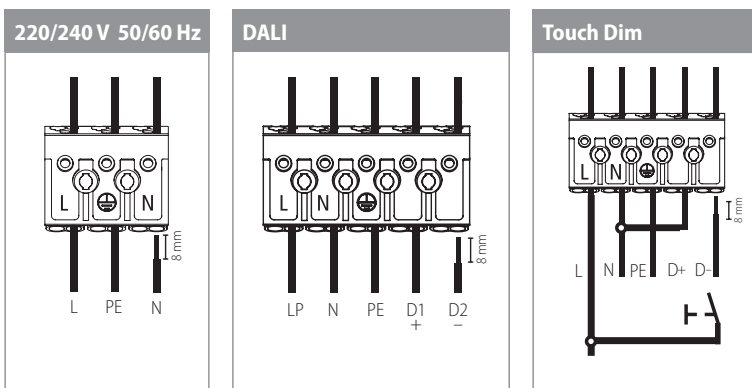 220/240 V 50/60 Hz
L N
8 mm
L PE N
DALI
L N
8 mm
LP N PE D1 D2
+ –
Touch Dim
L N
8 mm
L N PE D+ D-